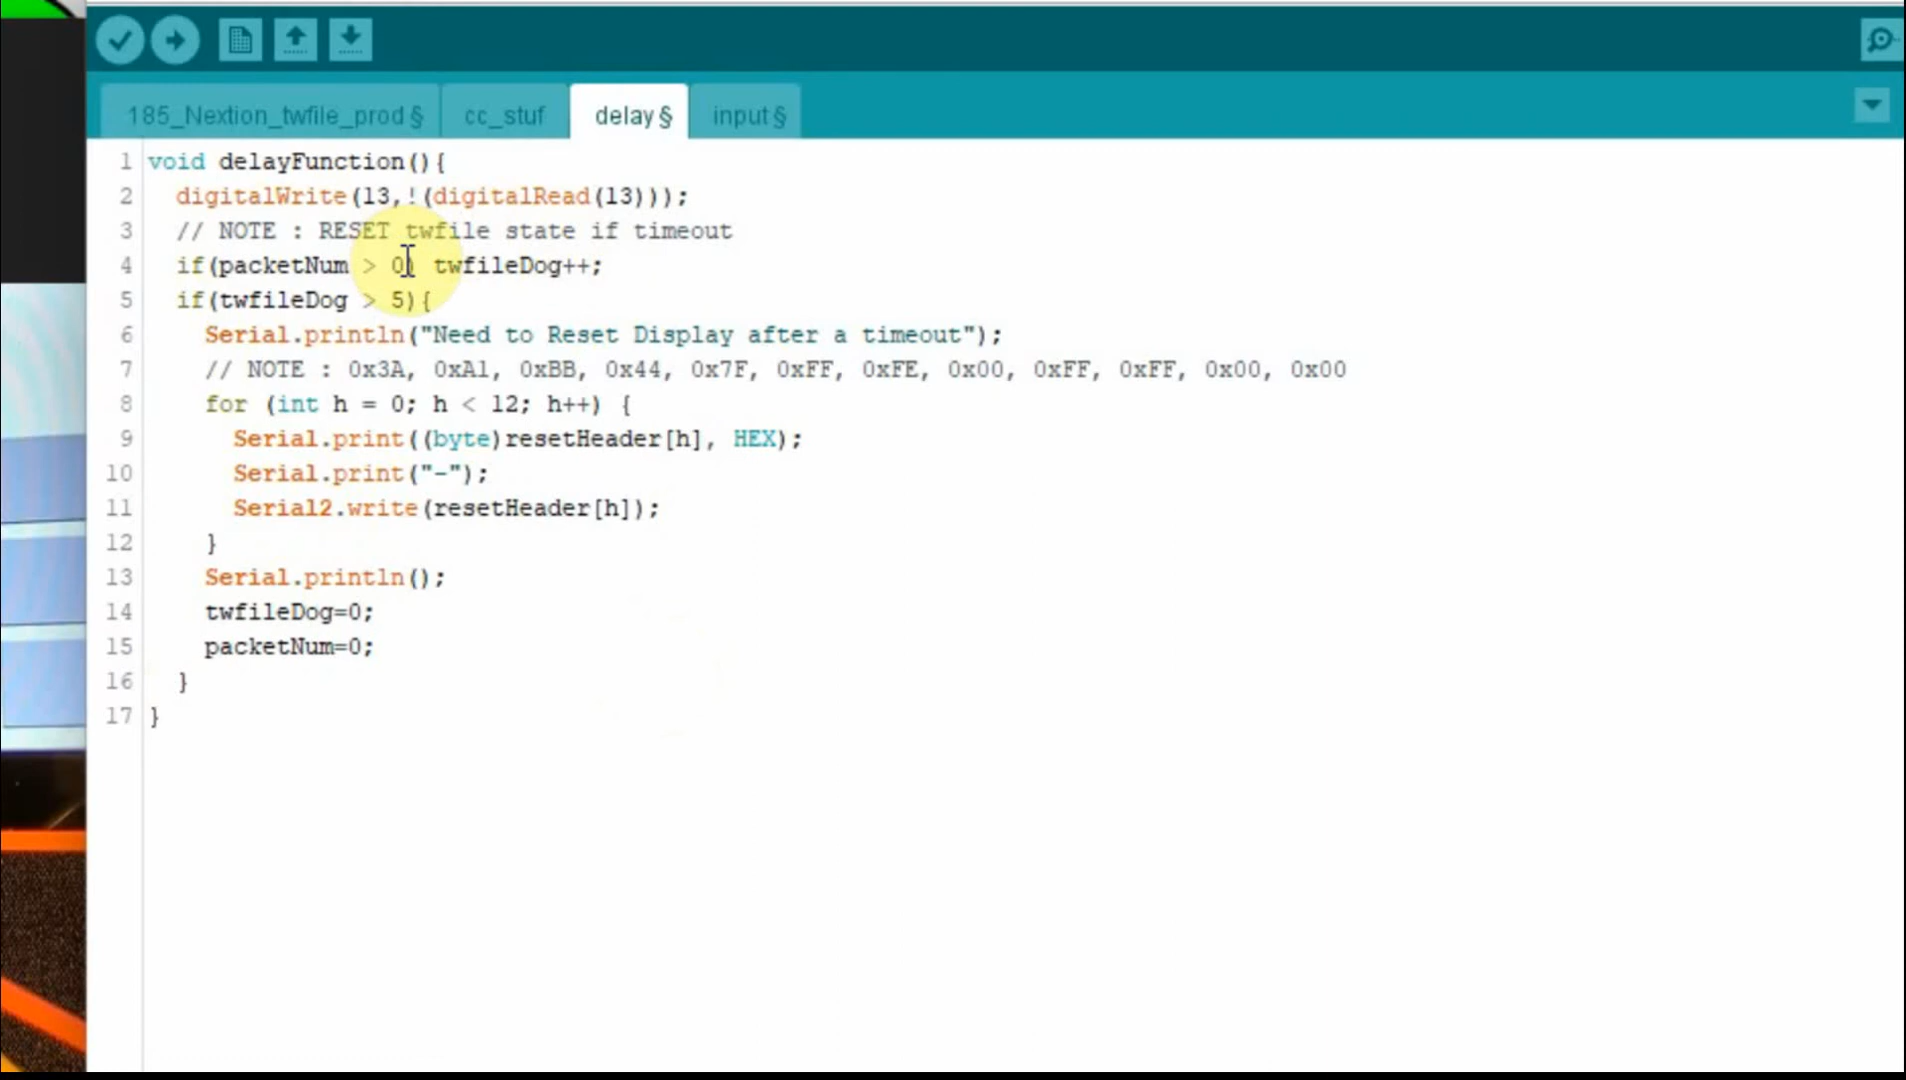 185_Nextion_twfile_prod § cc_stuf delay § input §
1 void delayFunction(){
2 digitalWrite(13,!(digitalRead(13)));
3 // NOTE : RESET twfile state if timeout
4 if(packetNum > 0) twfileDog++;
5 if(twfileDog > 5){
6 Serial.println("Need to Reset Display after a timeout");
7 // NOTE : 0x3A, 0xA1, 0xBB, 0x44, 0x7F, 0xFF, 0xFE, 0x00, 0xFF, 0xFF, 0x00, 0x00
8 for (int h = 0; h < 12; h++) {
9 Serial.print((byte)resetHeader[h], HEX);
10 Serial.print("-");
11 Serial2.write(resetHeader[h]);
12 }
13 Serial.println();
14 twfileDog=0;
15 packetNum=0;
16 }
17 }